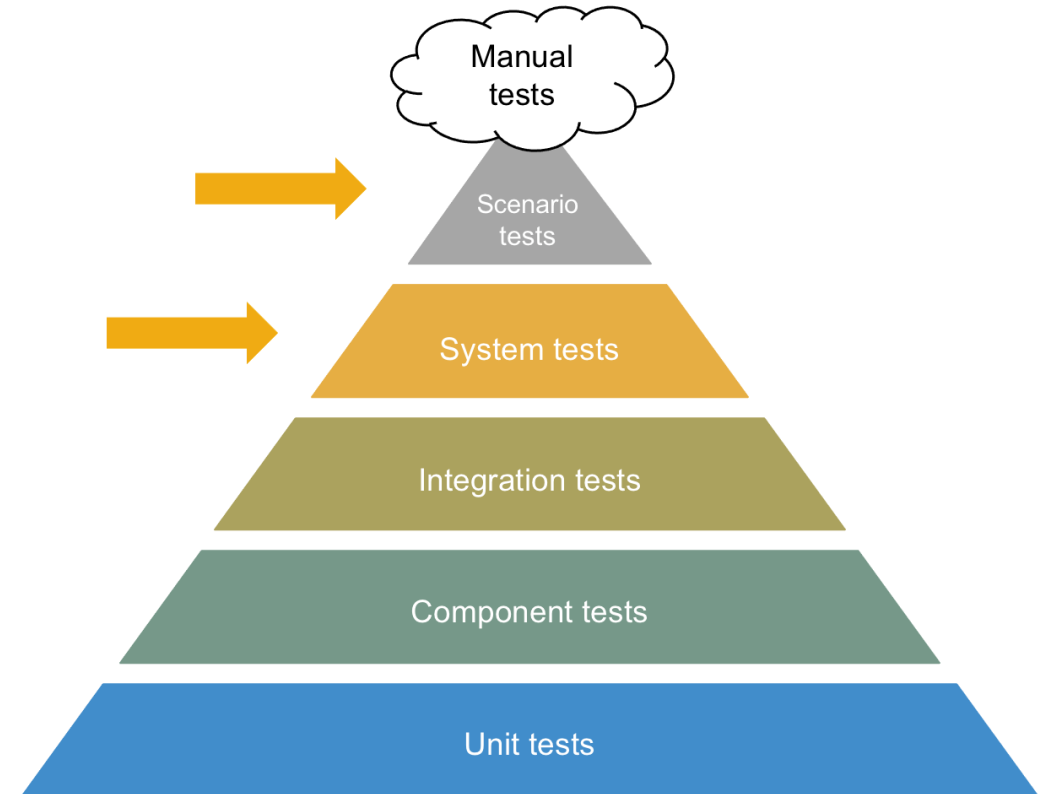 Manual
tests
Scenario
tests
System tests
Integration tests
Component tests
Unit tests